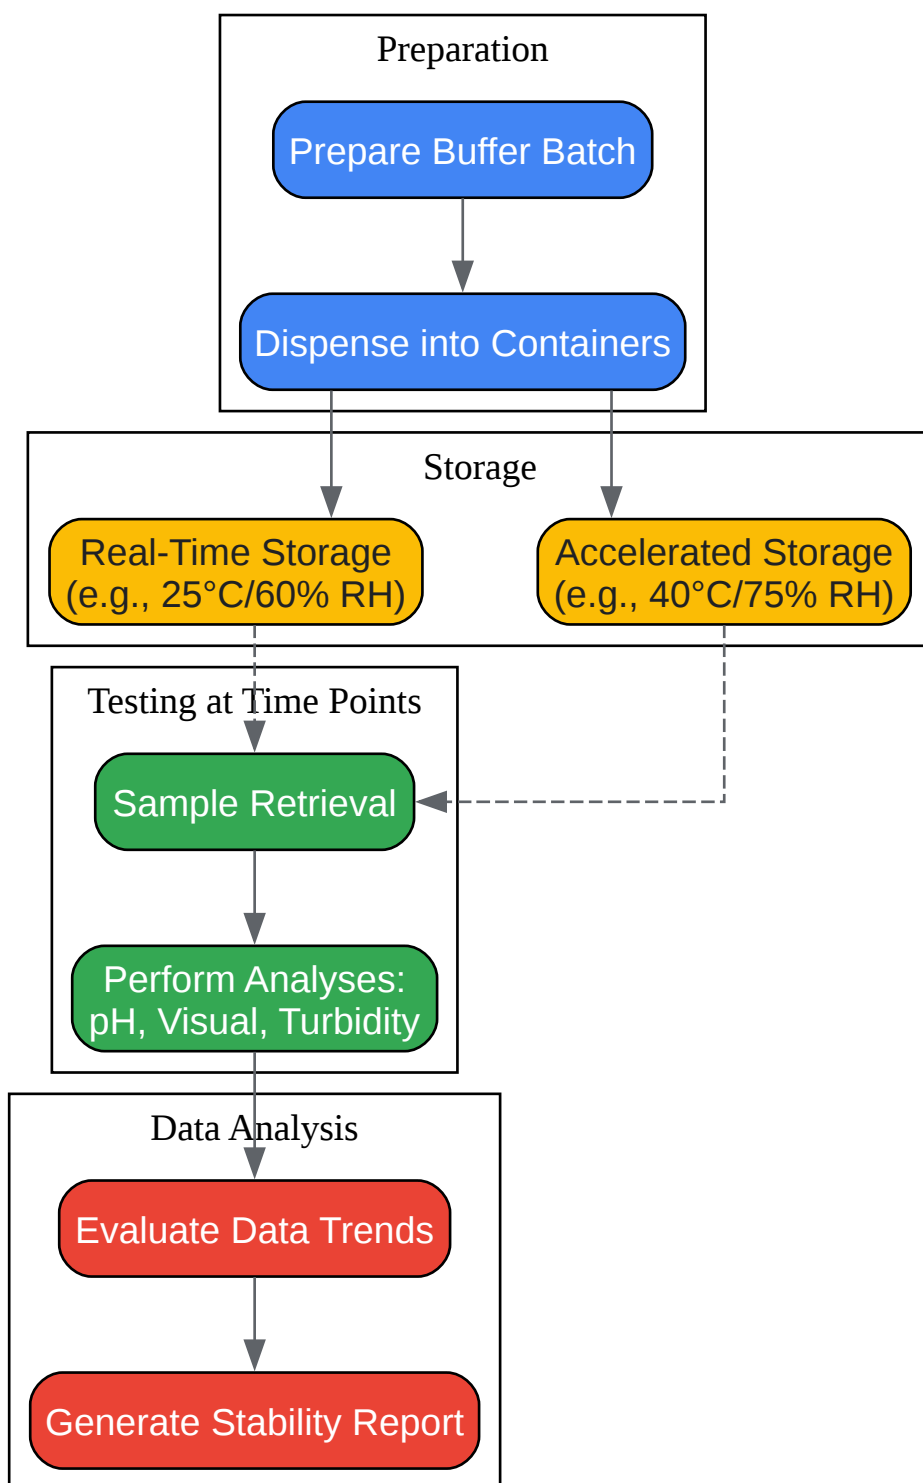 Preparation
Prepare Buffer Batch
Dispense into Containers
Storage
Real-Time Storage
(e.g., 25°C/60% RH)
Accelerated Storage
(e.g., 40°C/75% RH)
Testing at Time Points
Sample Retrieval
Perform Analyses:
pH, Visual, Turbidity
Data Analysis
Evaluate Data Trends
Generate Stability Report